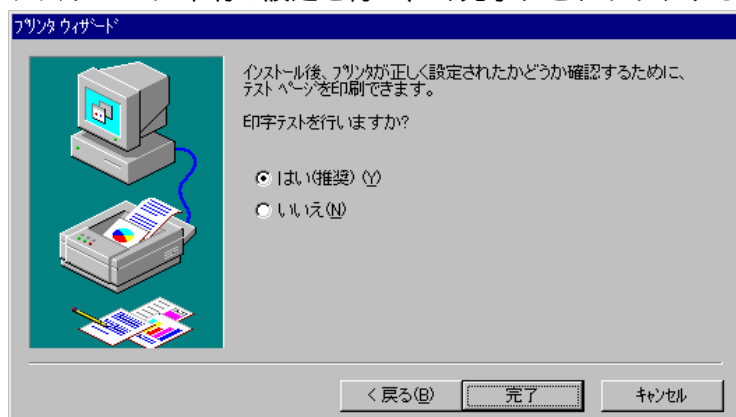 ﾌﾟﾘﾝﾀ ｳｨｻﾞｰﾄﾞ
ｲﾝｽﾄｰﾙ後、ﾌﾟﾘﾝﾀが正しく設定されたかどうか確認するために、
ﾃｽﾄ ﾍﾟｰｼﾞを印刷できます。
印字ﾃｽﾄを行いますか?
はい(推奨) (Y)
いいえ(N)
< 戻る(B)
完了
ｷｬﾝｾﾙ